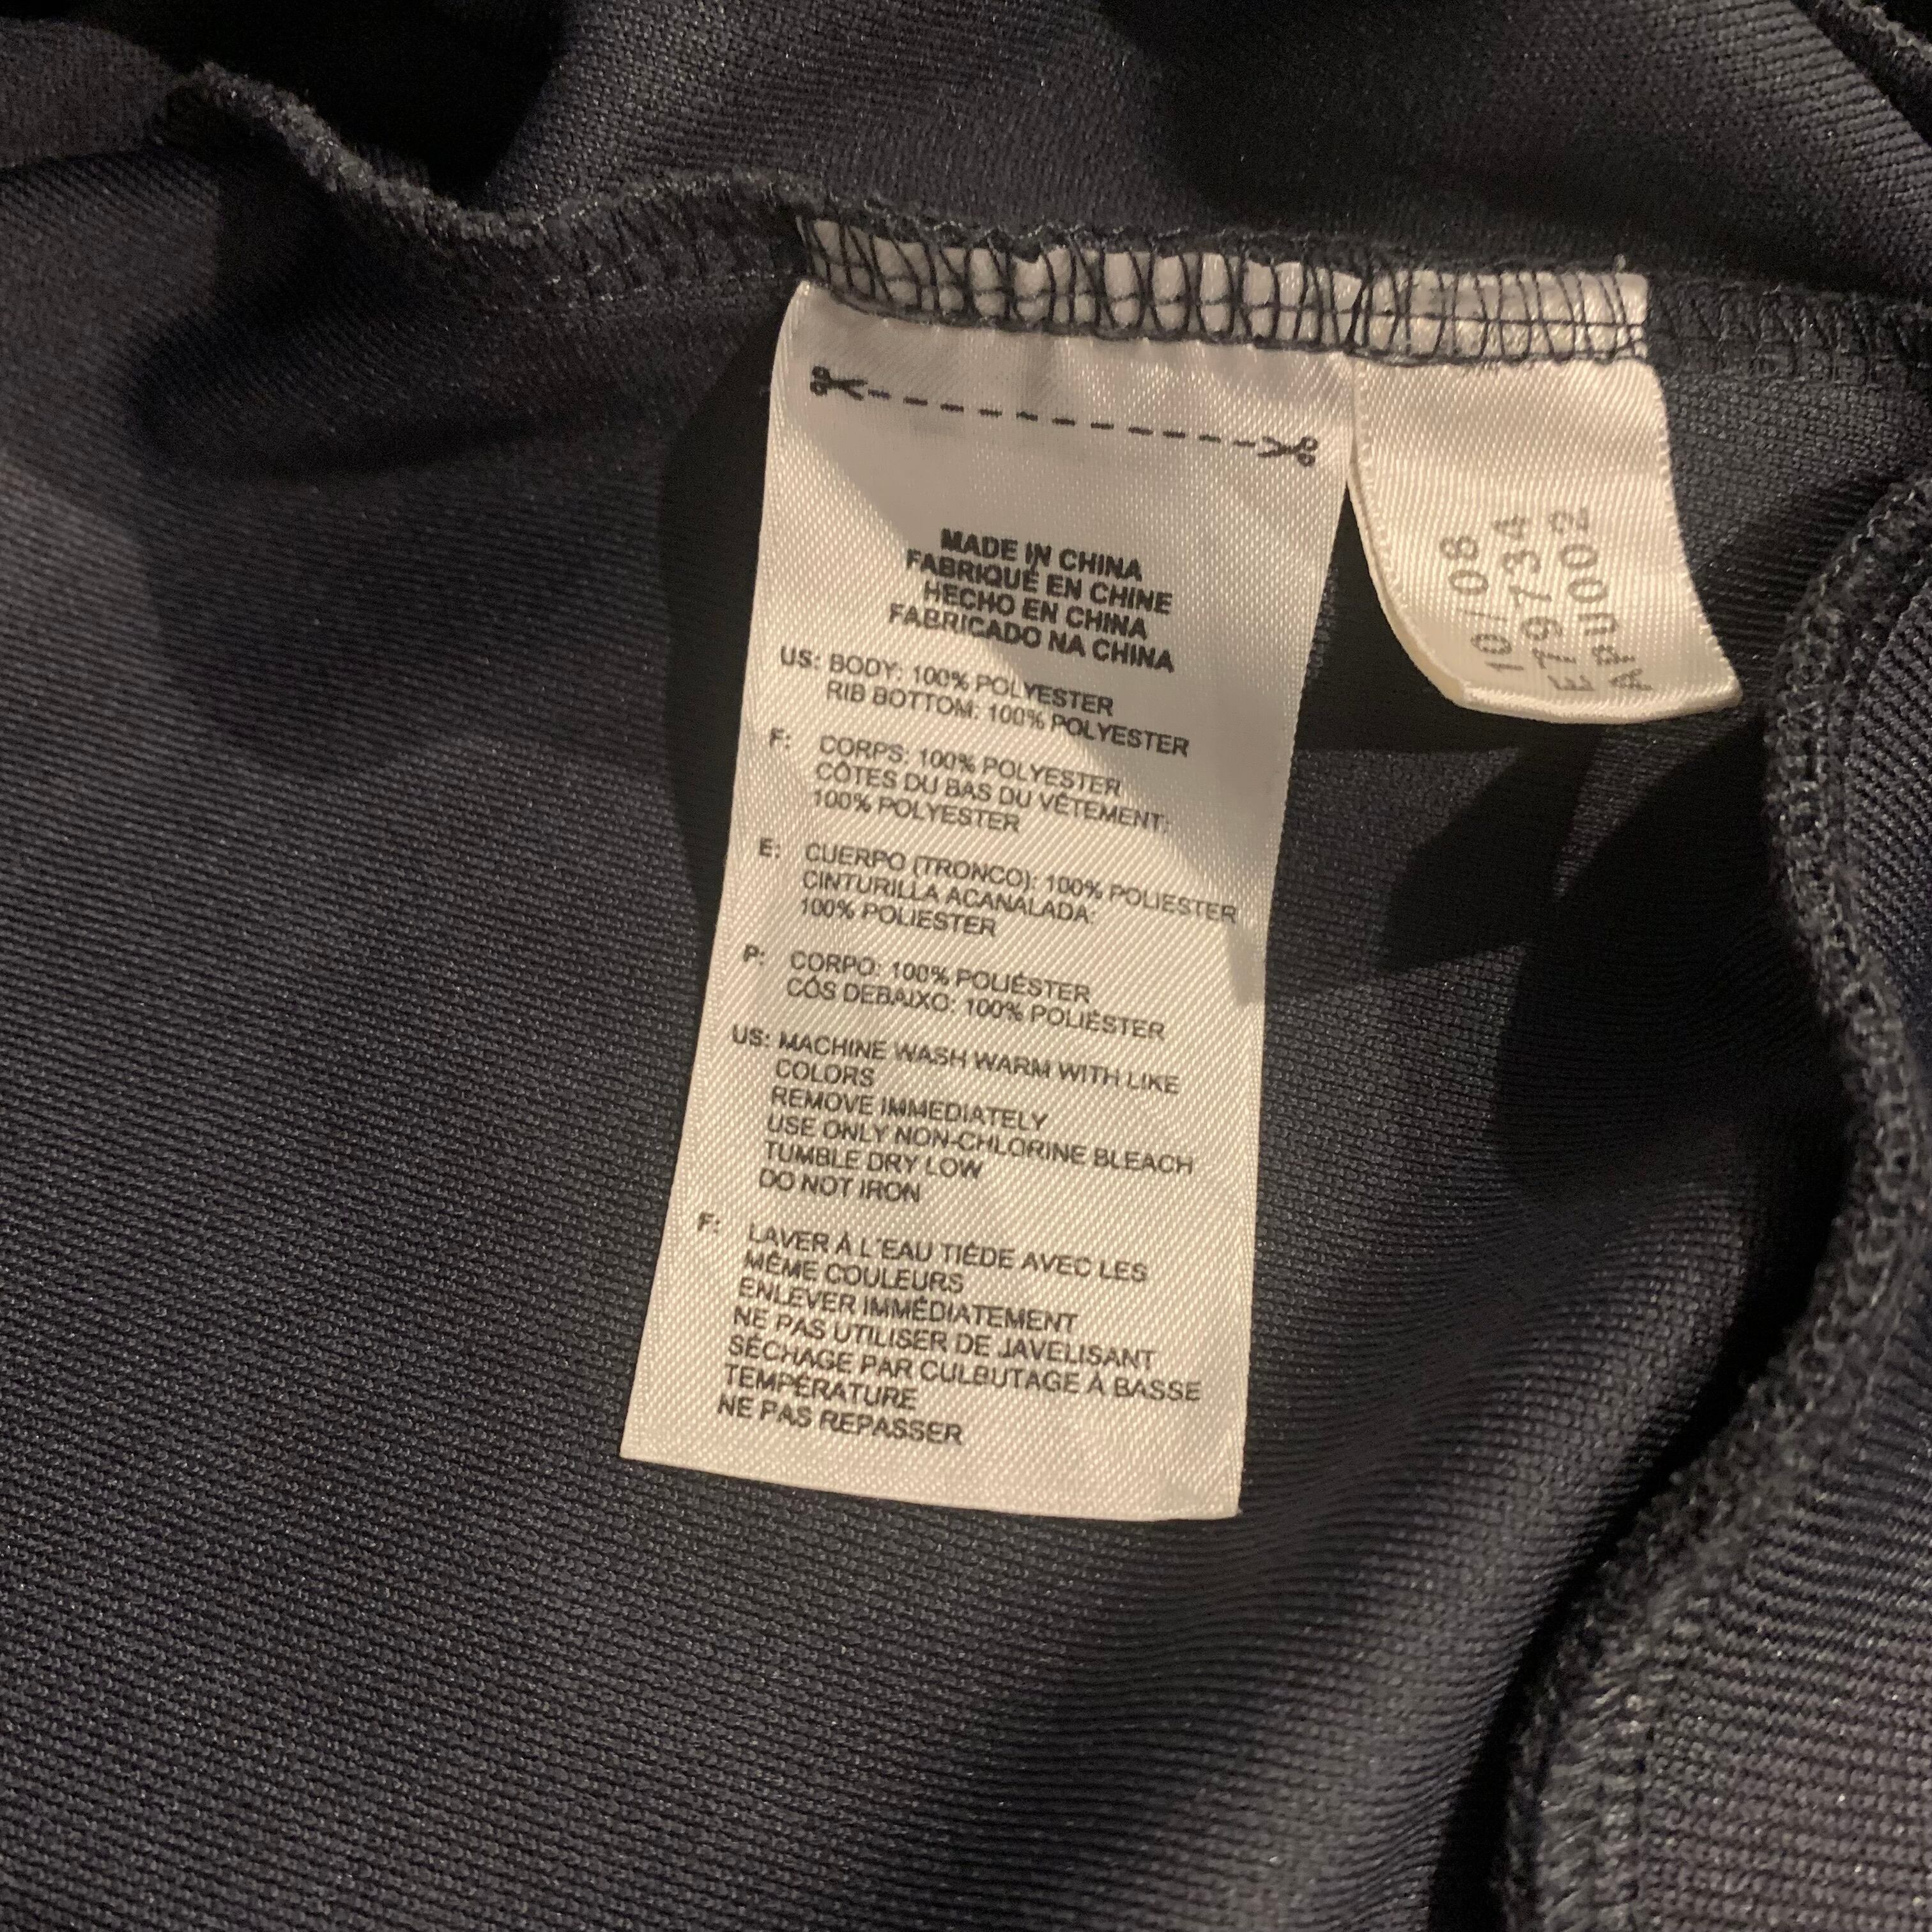 MADE IN CHINA
FABRIQUÉ EN CHINE
HECHO EN CHINA
FABRICADO NA CHINA
US: BODY: 100% POLYESTER
RIB BOTTOM: 100% POLYESTER
F: CORPS: 100% POLYESTER
CÔTES DU BAS DU VÊTEMENT:
100% POLYESTER
E: CUERPO (TRONCO): 100% POLIESTER
CINTURILLA ACANALADA:
100% POLIESTER
P: CORPO: 100% POLIÉSTER
CÓS DEBAIXO: 100% POLIÉSTER
US: MACHINE WASH WARM WITH LIKE
COLORS
REMOVE IMMEDIATELY
USE ONLY NON-CHLORINE BLEACH
TUMBLE DRY LOW
DO NOT IRON
F: LAVER À L'EAU TIÈDE AVEC LES
MÊME COULEURS
ENLEVER IMMÉDIATEMENT
NE PAS UTILISER DE JAVELISANT
SÉCHAGE PAR CULBUTAGE À BASSE
TEMPÉRATURE
NE PAS REPASSER
10/08
E79734
APU002